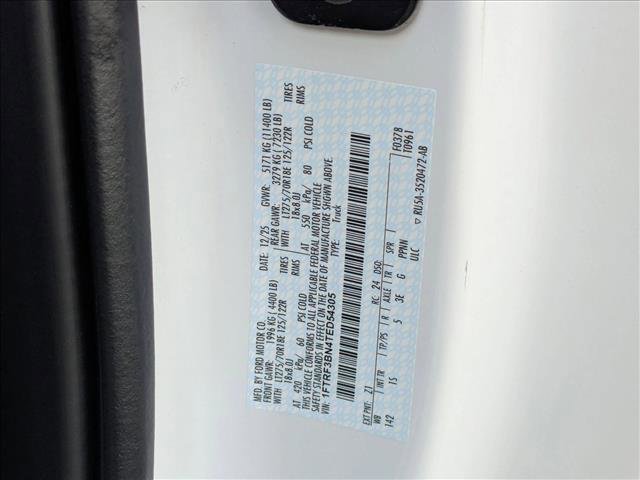 MFD. BY FORD MOTOR CO.
12/25 GVWR: 5171 KG (11400 LB)
FRONT GAWR: 1996 KG (4400 LB) REAR GAWR: 3279 KG (7230 LB)
WITH LT275/70R18E 125/122R TIRES WITH LT275/70R18E 125/122R TIRES
18x8.0J RIMS 18x8.0J RIMS
AT 420 kPa/ 60 PSI COLD AT 550 kPa/ 80 PSI COLD
THIS VEHICLE CONFORMS TO ALL APPLICABLE FEDERAL MOTOR VEHICLE
SAFETY STANDARDS IN EFFECT ON THE DATE OF MANUFACTURE SHOWN ABOVE.
VIN: 1FTRF3BN4TED54305 TYPE: Truck
F0378
T0961
EXT PNT: Z1 RC: 24 DSO:
WB INT TR TP/PS R AXLE TR SPR
142 15 5 3E G PPNN
ULC
▽ RU5A-3520472-AB